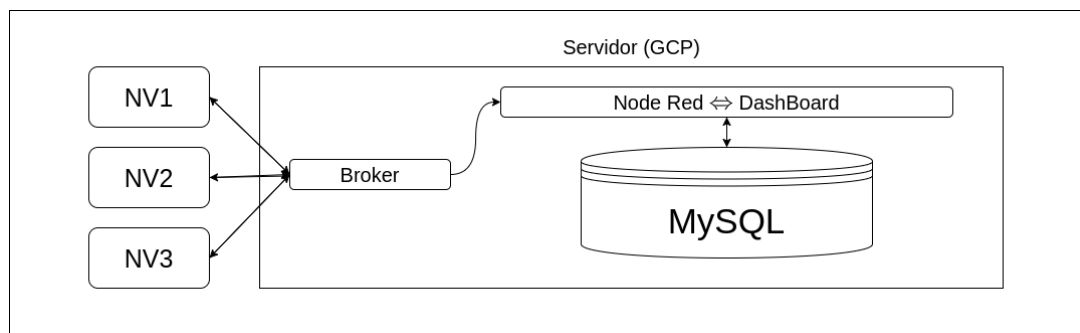 Servidor (GCP)
NV1
Node Red ⇔ DashBoard
NV2
Broker
MySQL
NV3